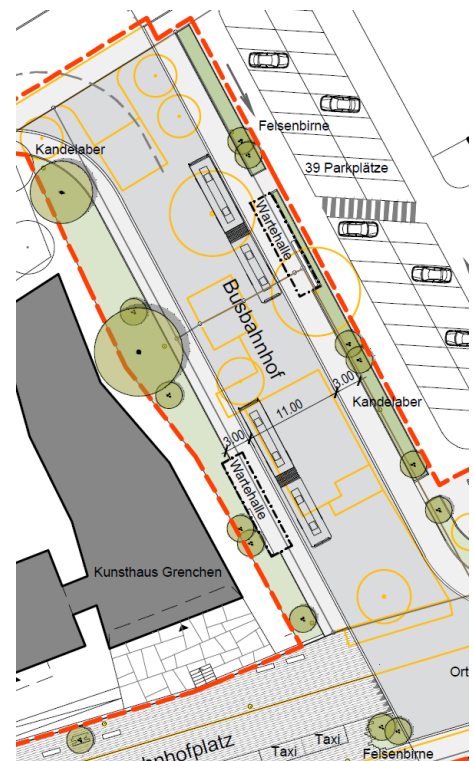 Felsenbirne
Kandelaber
39 Parkplätze
Wartehalle
Busbahnhof
3.00
11.00
Kandelaber
3.00
Wartehalle
Kunsthaus Grenchen
Ort
hnhofplatz
Taxi
Taxi
Felsenbirne